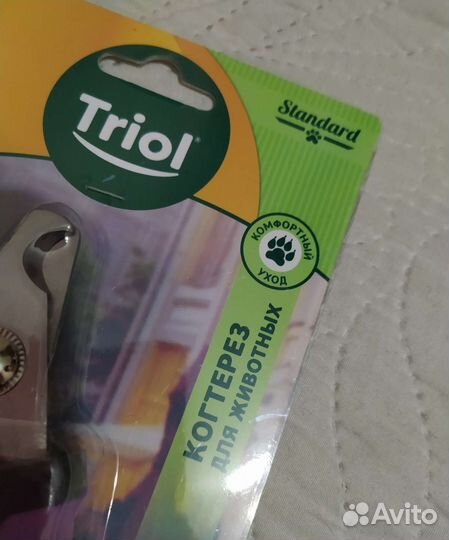 Triol
Standard
КОМФОРТНЫЙ
УХОД
КОГТЕРЕЗ
ДЛЯ ЖИВОТНЫХ
Avito